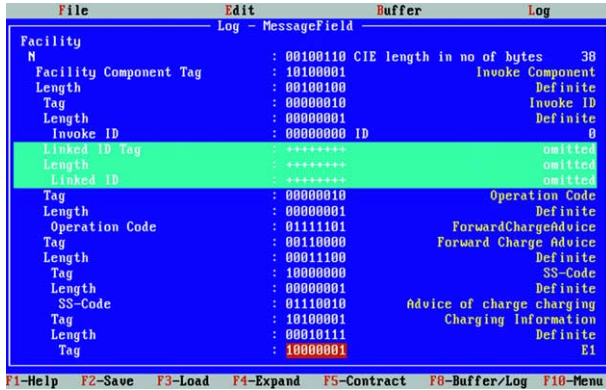 File Edit Buffer Log
Log - MessageField
Facility
N : 00100110 CIE length in no of bytes 38
Facility Component Tag : 10100001 Invoke Component
Length : 00100100 Definite
Tag : 00000010 Invoke ID
Length : 00000001 Definite
Invoke ID : 00000000 ID 0
Linked ID Tag : ++++++++ omitted
Length : ++++++++ omitted
Linked ID : ++++++++ omitted
Tag : 00000010 Operation Code
Length : 00000001 Definite
Operation Code : 01111101 ForwardChargeAdvice
Tag : 00110000 Forward Charge Advice
Length : 00011100 Definite
Tag : 10000000 SS-Code
Length : 00000001 Definite
SS-Code : 01110010 Advice of charge charging
Tag : 10100001 Charging Information
Length : 00010111 Definite
Tag : 10000001 E1
F1-Help F2-Save F3-Load F4-Expand F5-Contract F8-Buffer/Log F10-Menu